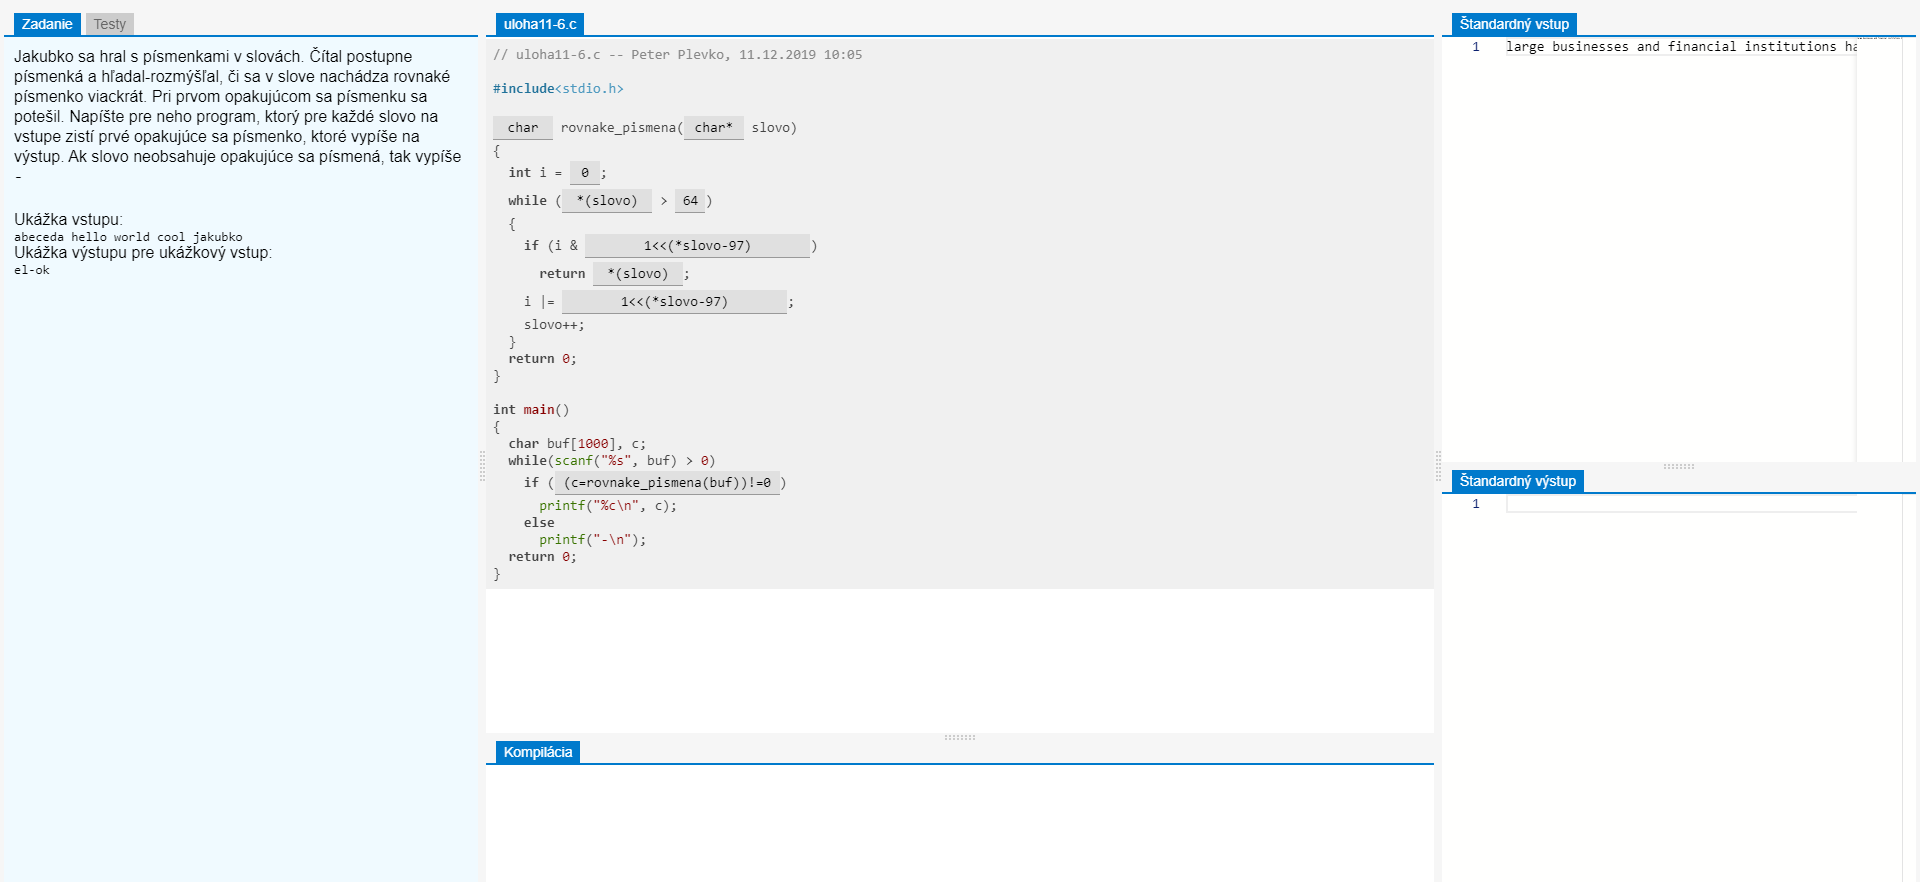 Zadanie Testy
Jakubko sa hral s písmenkami v slovách. Čítal postupne
písmenká a hľadal-rozmýšľal, či sa v slove nachádza rovnaké
písmenko viackrát. Pri prvom opakujúcom sa písmenku sa
potešil. Napíšte pre neho program, ktorý pre každé slovo na
vstupe zistí prvé opakujúce sa písmenko, ktoré vypíše na
výstup. Ak slovo neobsahuje opakujúce sa písmená, tak vypíše
-
Ukážka vstupu:
abeceda hello world cool jakubko
Ukážka výstupu pre ukážkový vstup:
el-ok
uloha11-6.c
// uloha11-6.c -- Peter Plevko, 11.12.2019 10:05
#include<stdio.h>
char rovnake_pismena( char* slovo)
{
int i = 0 ;
while ( *(slovo) > 64 )
{
if (i & 1<<(*slovo-97) )
return *(slovo) ;
i |= 1<<(*slovo-97) ;
slovo++;
}
return 0;
}
int main()
{
char buf[1000], c;
while(scanf("%s", buf) > 0)
if ( (c=rovnake_pismena(buf))!=0 )
printf("%c\n", c);
else
printf("-\n");
return 0;
}
Kompilácia
Štandardný vstup
1 large businesses and financial institutions ha
Štandardný výstup
1